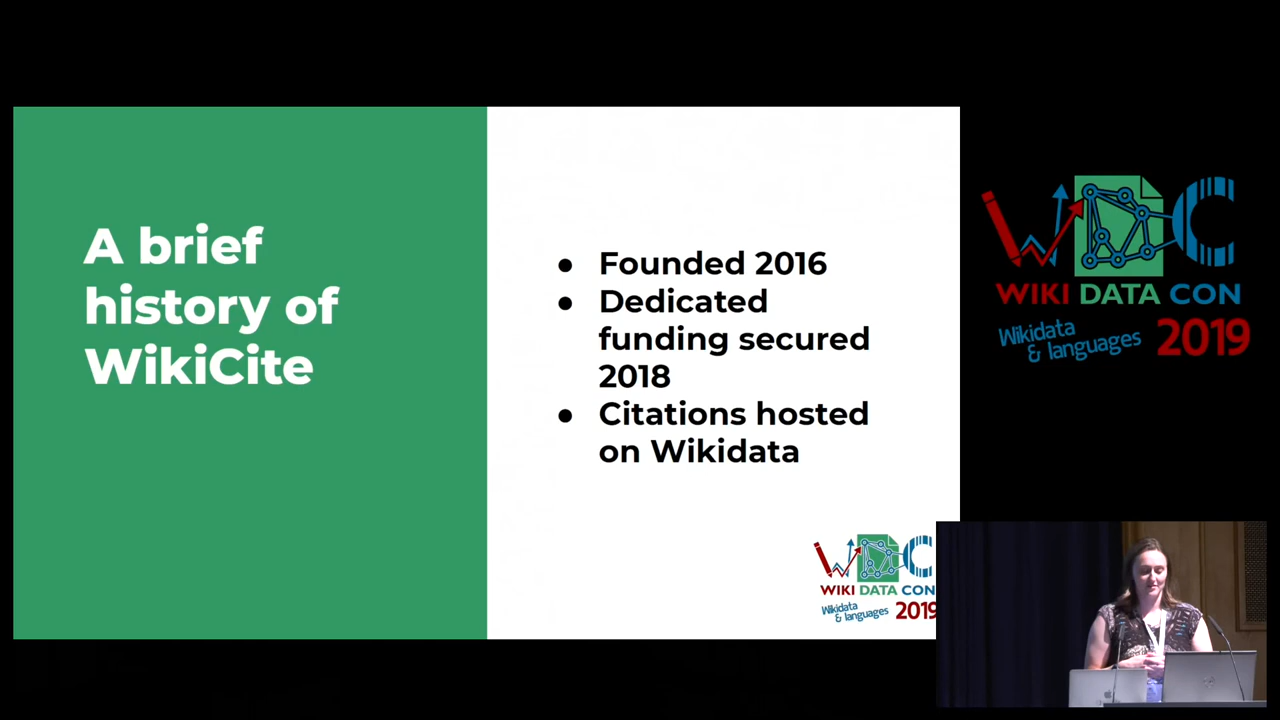 A brief
history of
WikiCite
● Founded 2016
● Dedicated
funding secured
2018
● Citations hosted
on Wikidata
WIKI DATA CON
Wikidata
& languages 2019
WDC
WIKI DATA CON
Wikidata
& languages 2019